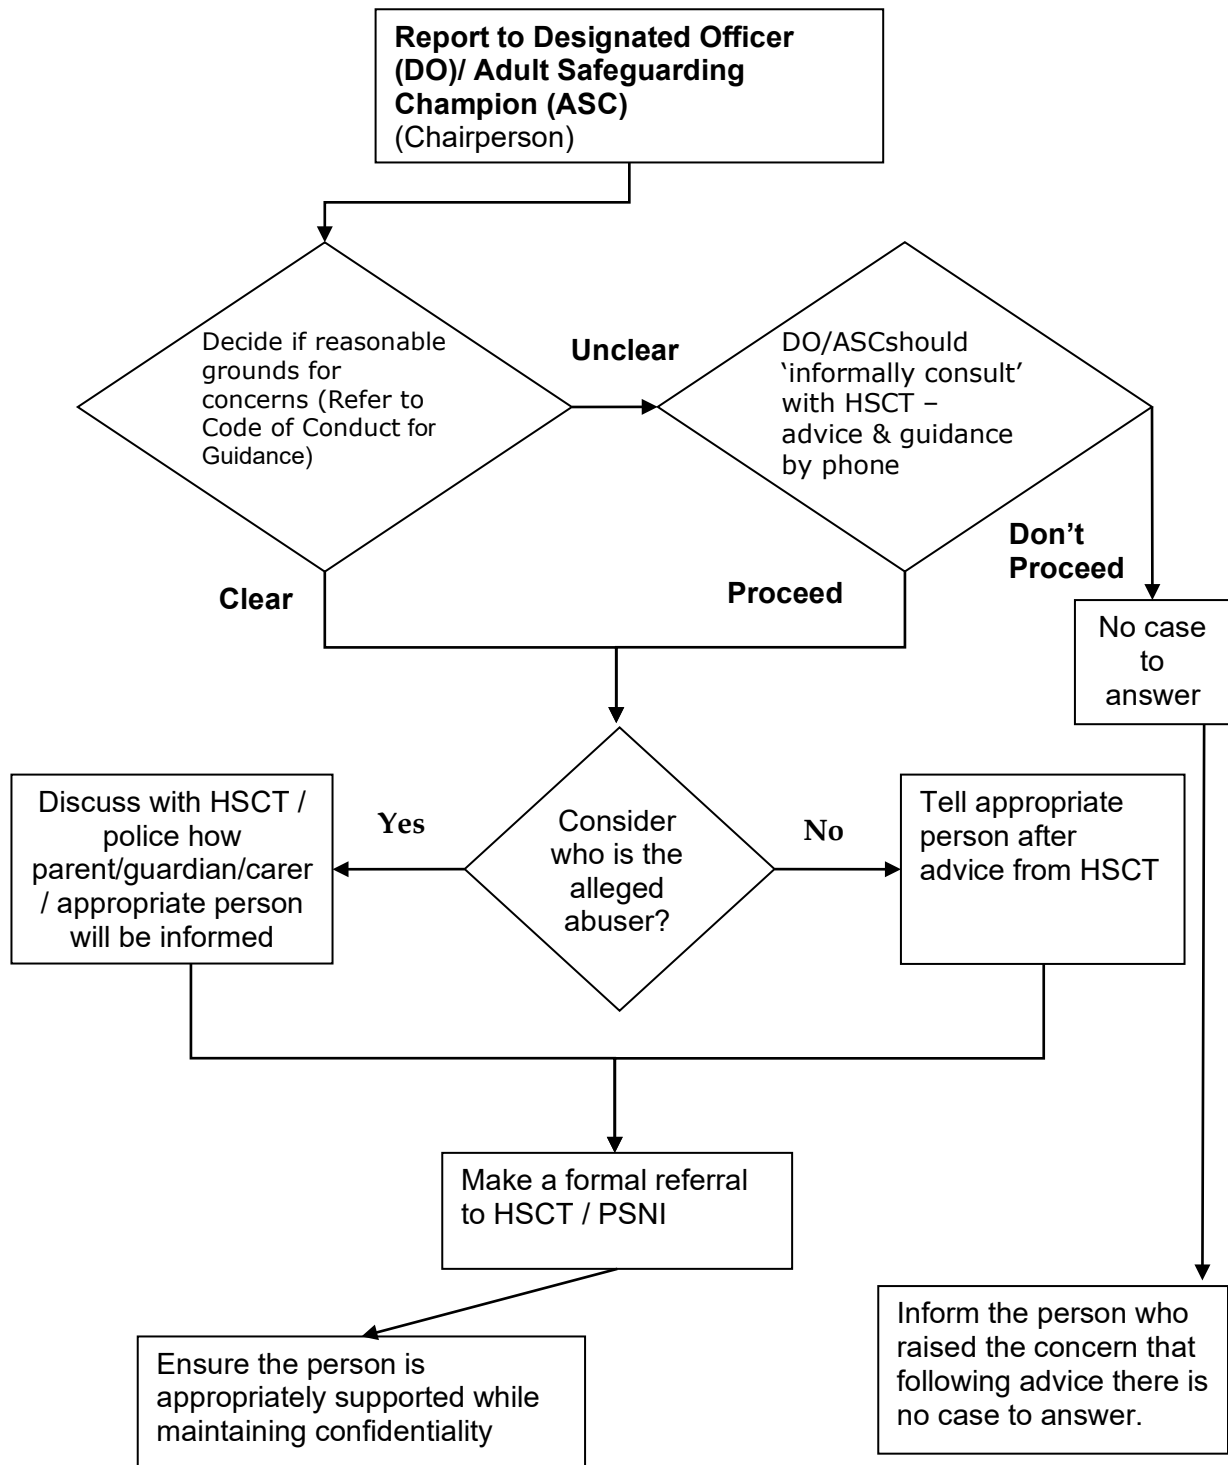 Report to Designated Officer
(DO)/ Adult Safeguarding
Champion (ASC)
(Chairperson)
Decide if reasonable
grounds for
concerns (Refer to
Code of Conduct for
Guidance)
Unclear
DO/ASCshould
‘informally consult’
with HSCT –
advice & guidance
by phone
Clear
Proceed
Don’t
Proceed
No case
to
answer
Discuss with HSCT /
police how
parent/guardian/carer
/ appropriate person
will be informed
Yes
Consider
who is the
alleged
abuser?
No
Tell appropriate
person after
advice from HSCT
Make a formal referral
to HSCT / PSNI
Ensure the person is
appropriately supported while
maintaining confidentiality
Inform the person who
raised the concern that
following advice there is
no case to answer.